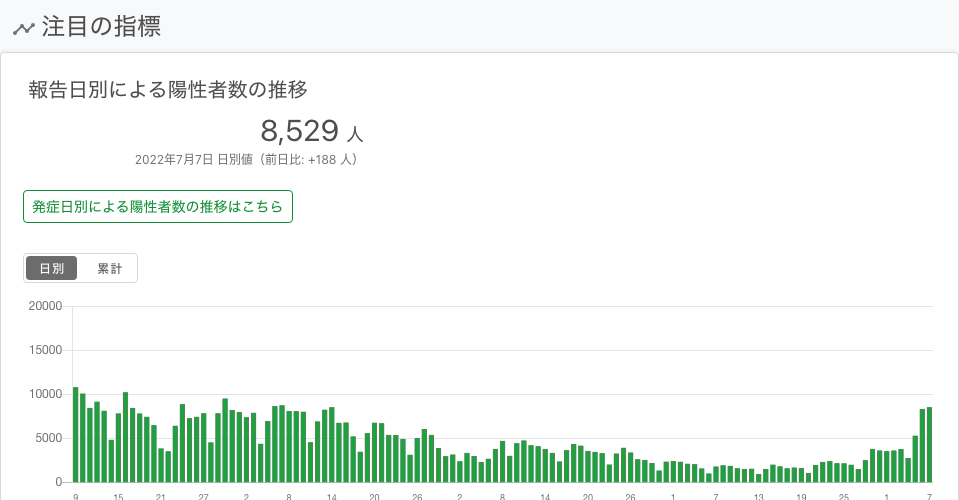 注目の指標
報告日別による陽性者数の推移
8,529 人
2022年7月7日 日別値（前日比: +188 人）
発症日別による陽性者数の推移はこちら
日別 累計
20000
15000
10000
5000
0
9 15 21 27 2 8 14 20 26 2 8 14 20 26 1 7 13 19 25 1 7